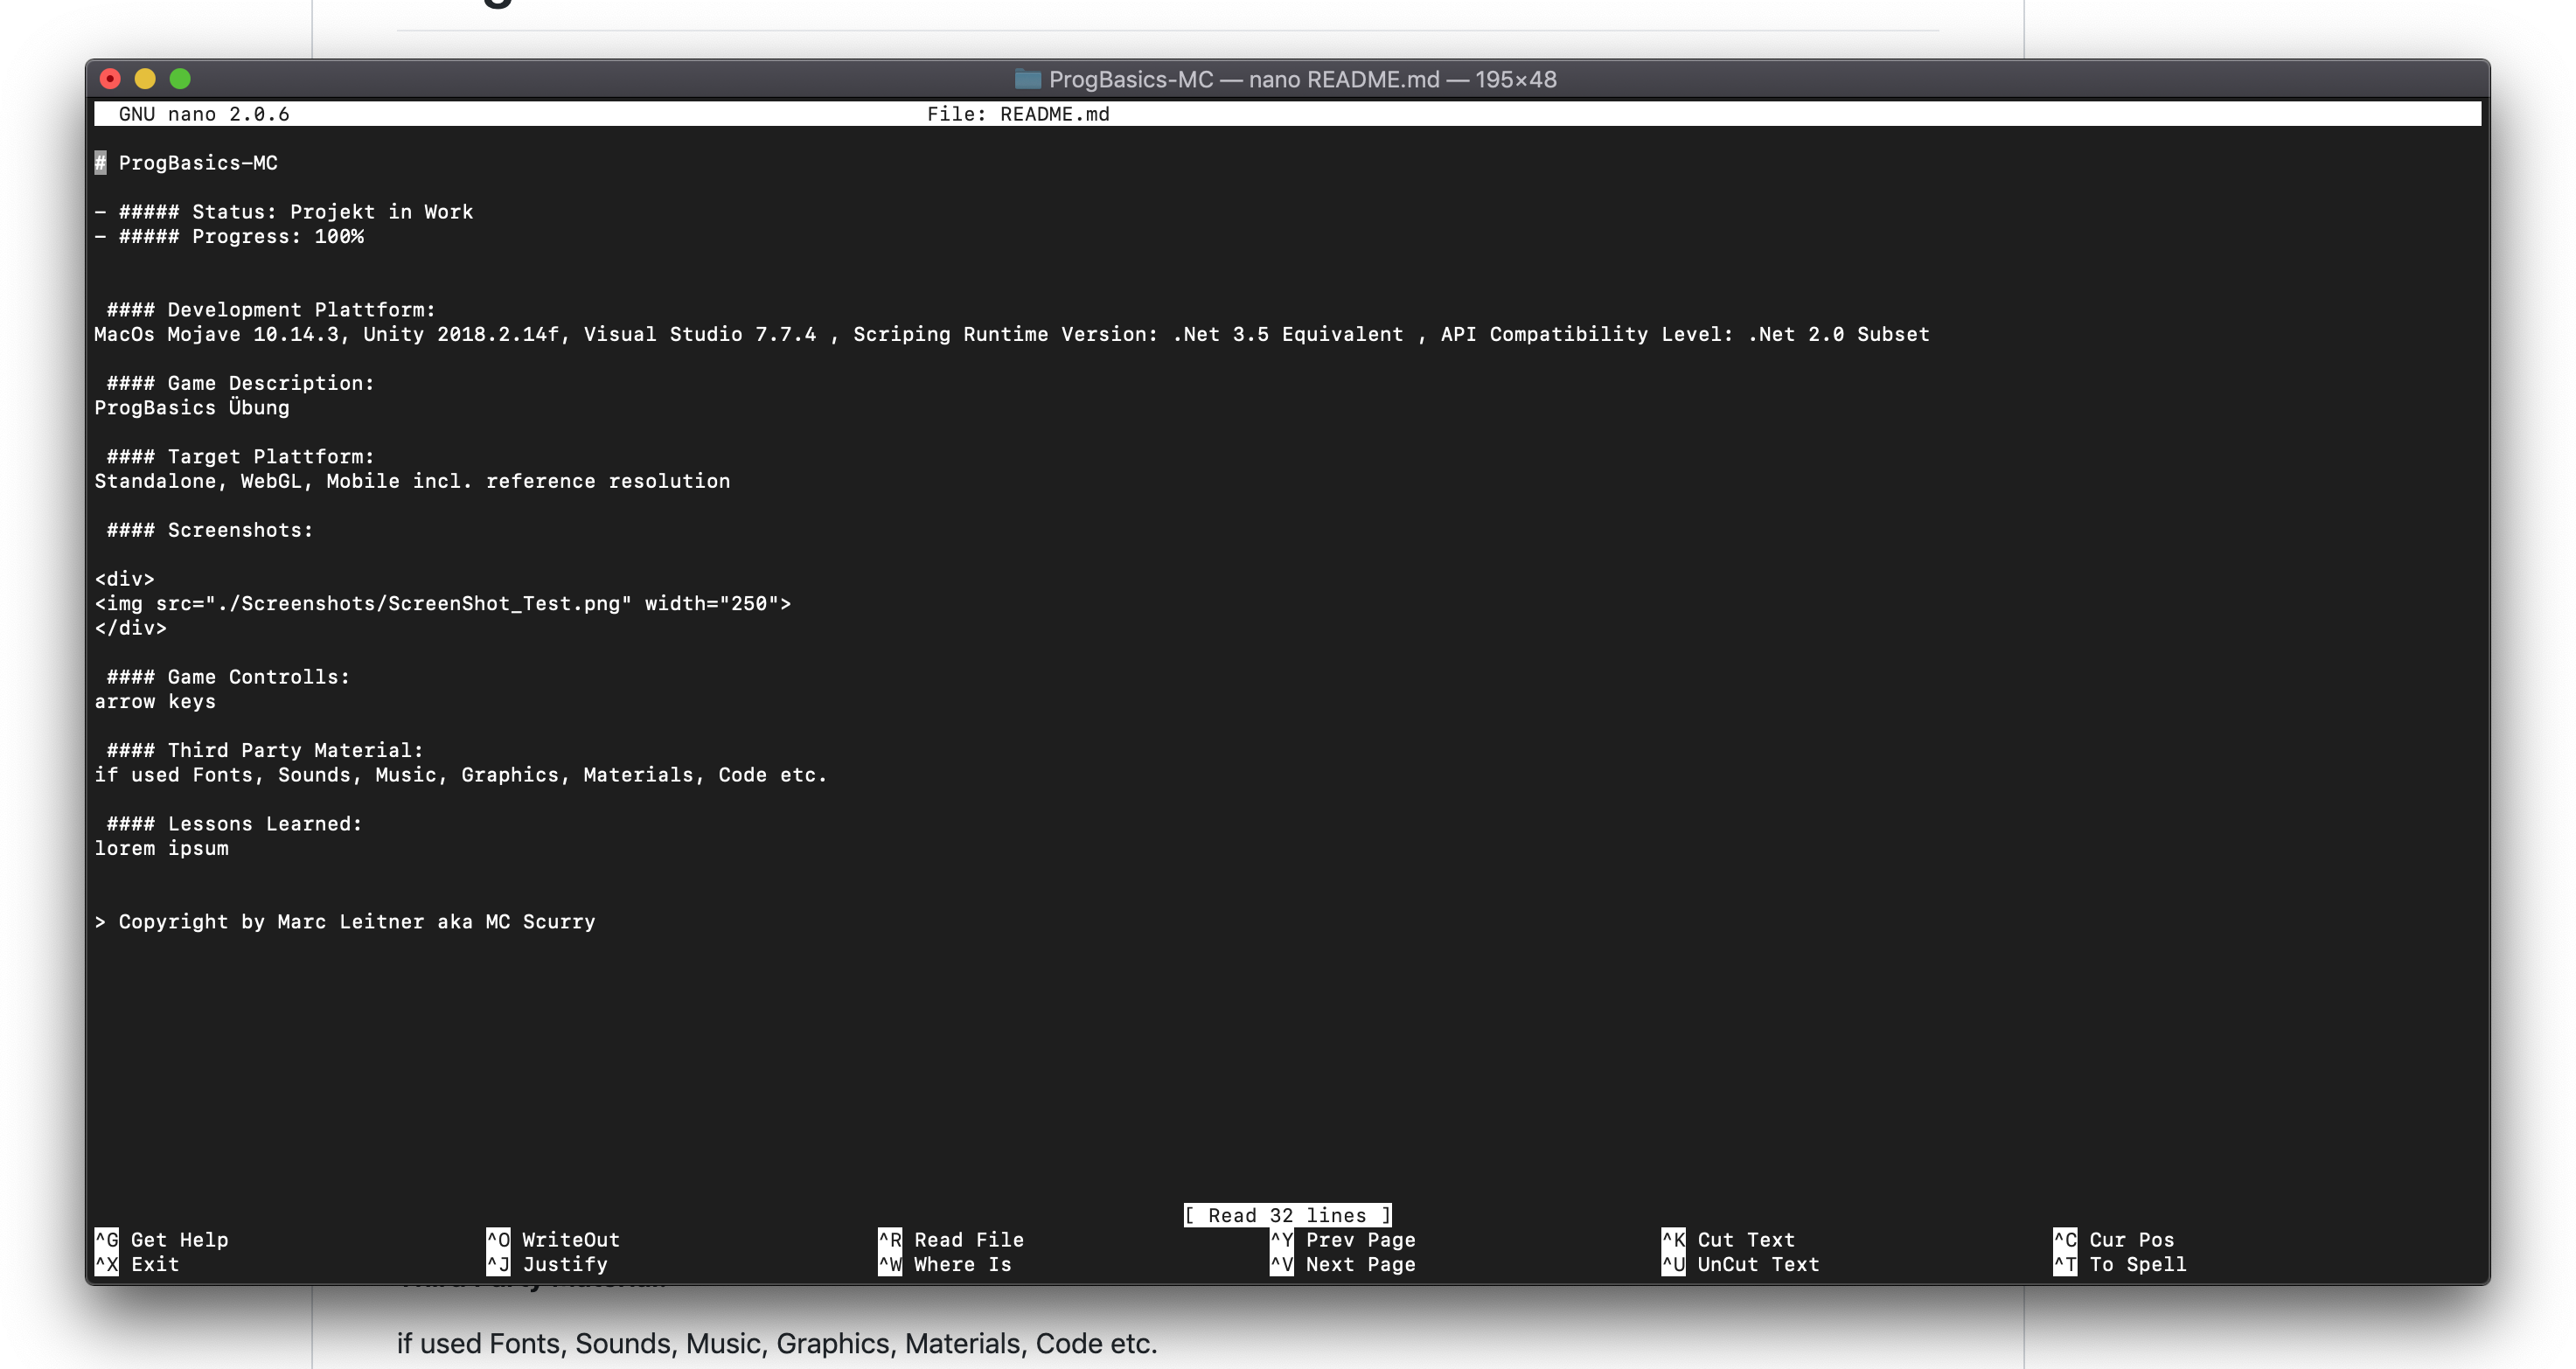 ProgBasics-MC — nano README.md — 195×48
GNU nano 2.0.6 File: README.md
# ProgBasics-MC
- ##### Status: Projekt in Work
- ##### Progress: 100%
#### Development Plattform:
MacOs Mojave 10.14.3, Unity 2018.2.14f, Visual Studio 7.7.4 , Scriping Runtime Version: .Net 3.5 Equivalent , API Compatibility Level: .Net 2.0 Subset
#### Game Description:
ProgBasics Übung
#### Target Plattform:
Standalone, WebGL, Mobile incl. reference resolution
#### Screenshots:
<div>
<img src="./Screenshots/ScreenShot_Test.png" width="250">
</div>
#### Game Controlls:
arrow keys
#### Third Party Material:
if used Fonts, Sounds, Music, Graphics, Materials, Code etc.
#### Lessons Learned:
lorem ipsum
> Copyright by Marc Leitner aka MC Scurry
[ Read 32 lines ]
^G Get Help ^O WriteOut ^R Read File ^Y Prev Page ^K Cut Text ^C Cur Pos
^X Exit ^J Justify ^W Where Is ^V Next Page ^U UnCut Text ^T To Spell
if used Fonts, Sounds, Music, Graphics, Materials, Code etc.